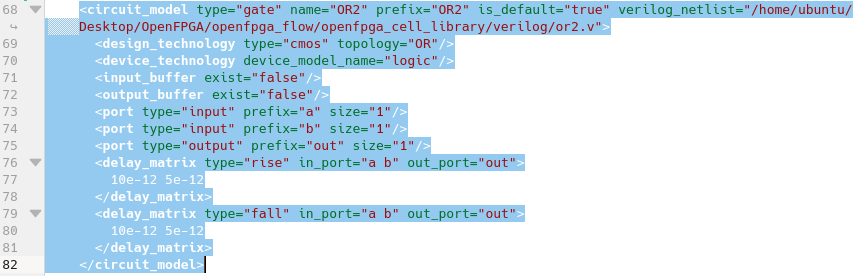 68 <circuit_model type="gate" name="OR2" prefix="OR2" is_default="true" verilog_netlist="/home/ubuntu/
Desktop/OpenFPGA/openfpga_flow/openfpga_cell_library/verilog/or2.v">
69 <design_technology type="cmos" topology="OR"/>
70 <device_technology device_model_name="logic"/>
71 <input_buffer exist="false"/>
72 <output_buffer exist="false"/>
73 <port type="input" prefix="a" size="1"/>
74 <port type="input" prefix="b" size="1"/>
75 <port type="output" prefix="out" size="1"/>
76 <delay_matrix type="rise" in_port="a b" out_port="out">
77 10e-12 5e-12
78 </delay_matrix>
79 <delay_matrix type="fall" in_port="a b" out_port="out">
80 10e-12 5e-12
81 </delay_matrix>
82 </circuit_model>